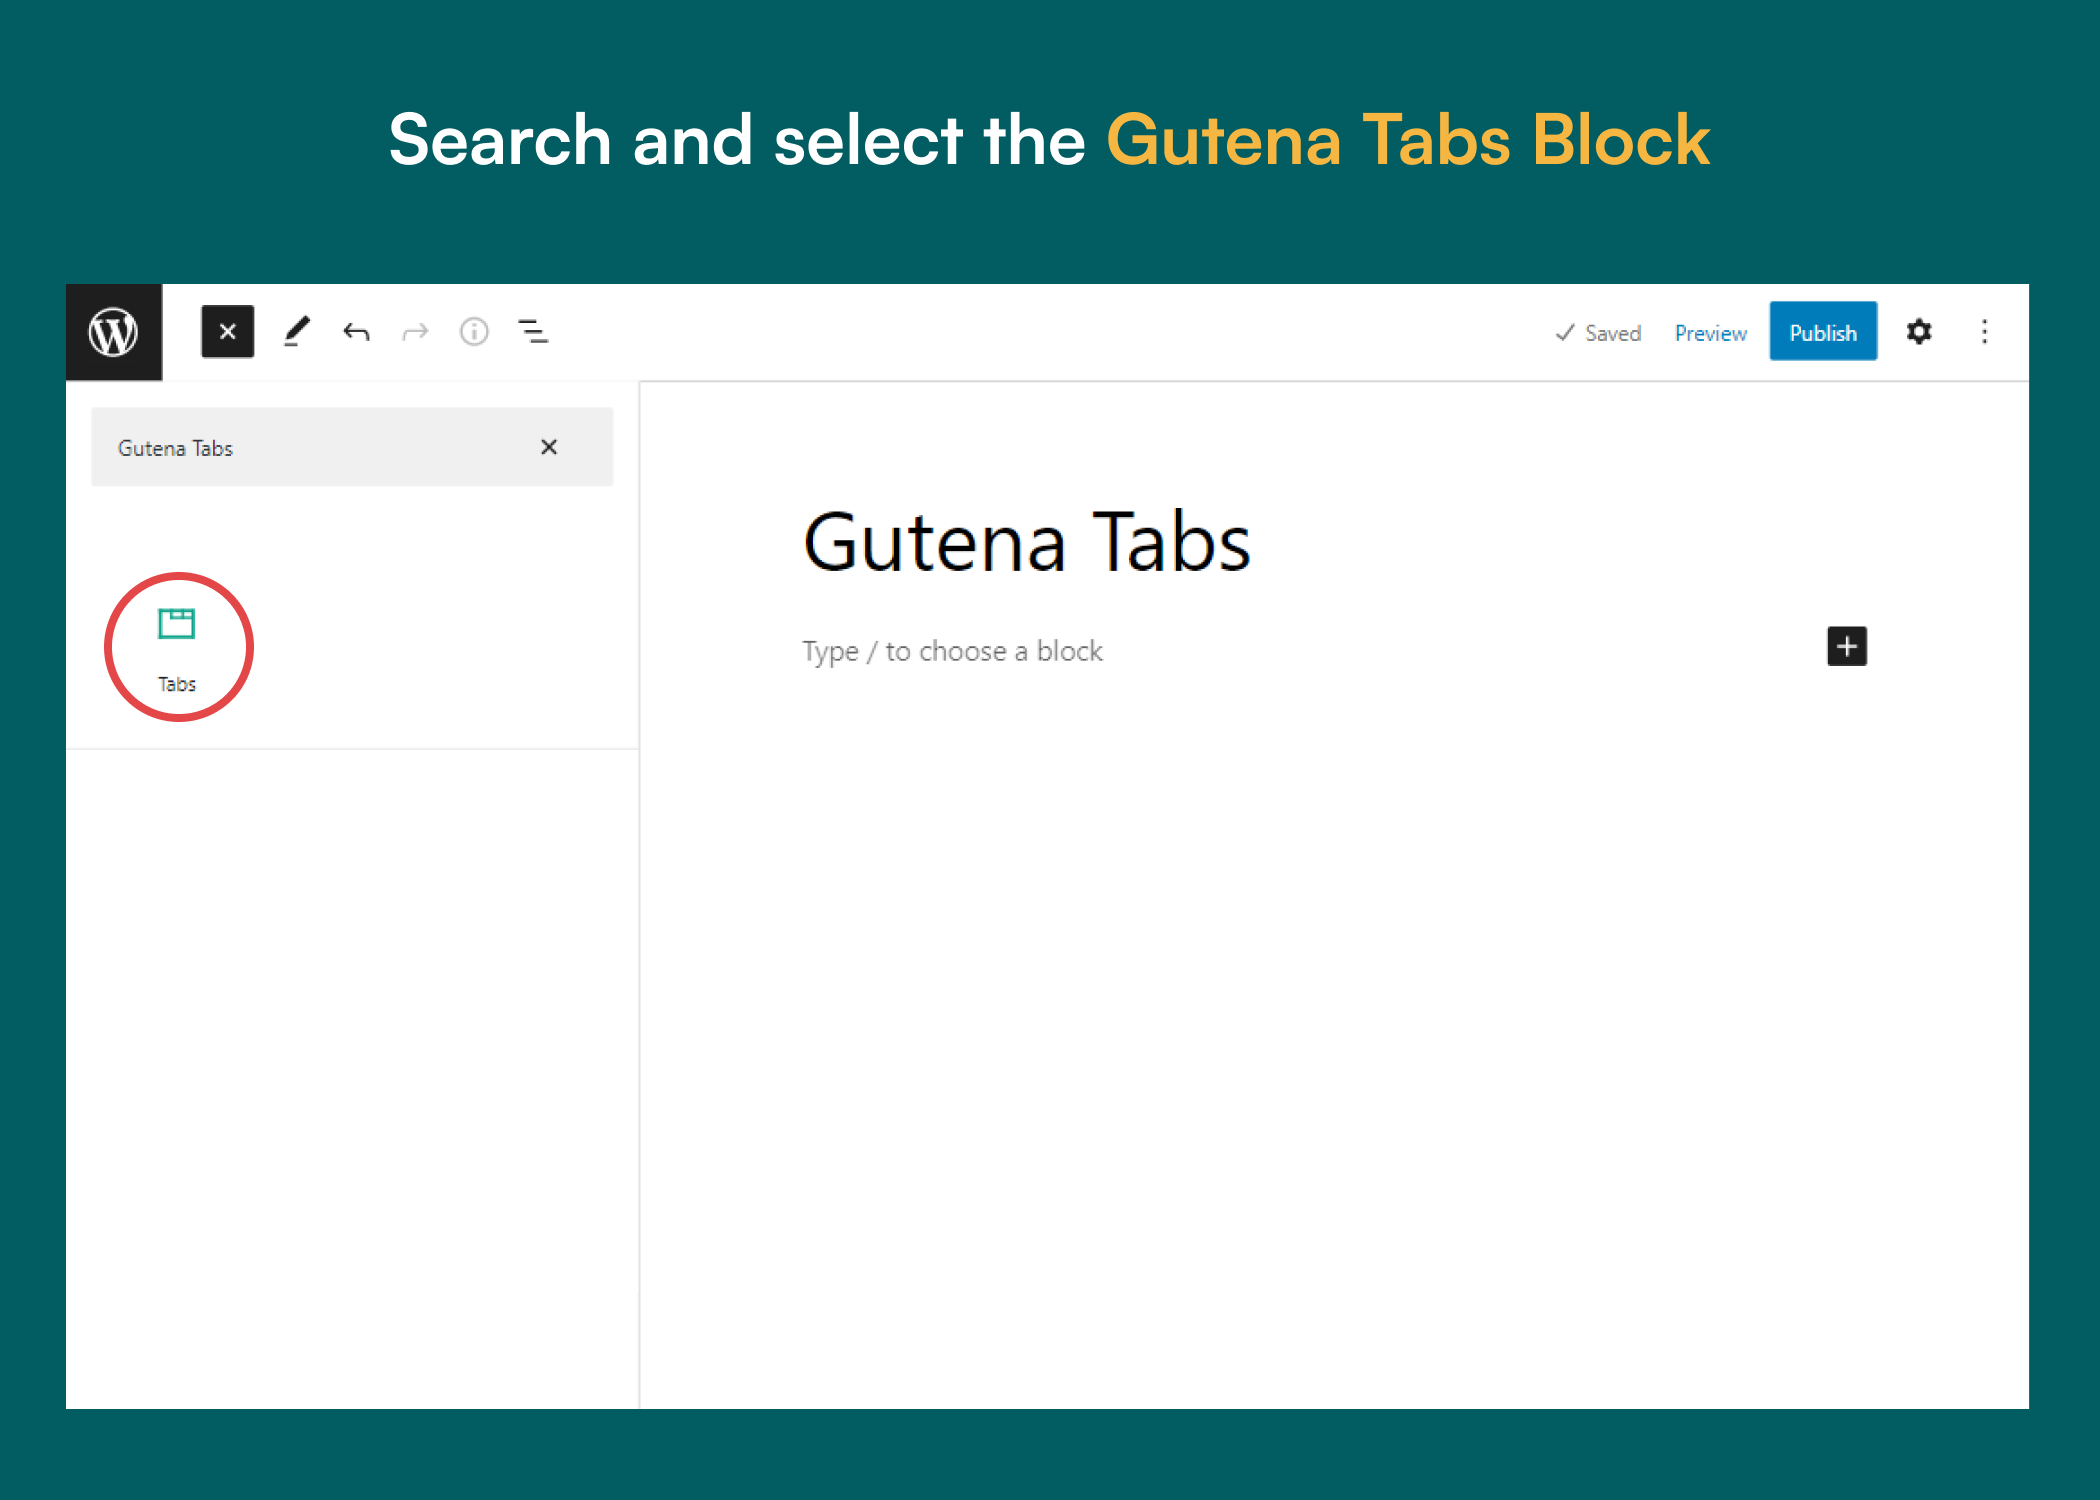 Search and select the Gutena Tabs Block
Saved Preview Publish
Gutena Tabs
Gutena Tabs
Type / to choose a block
Tabs